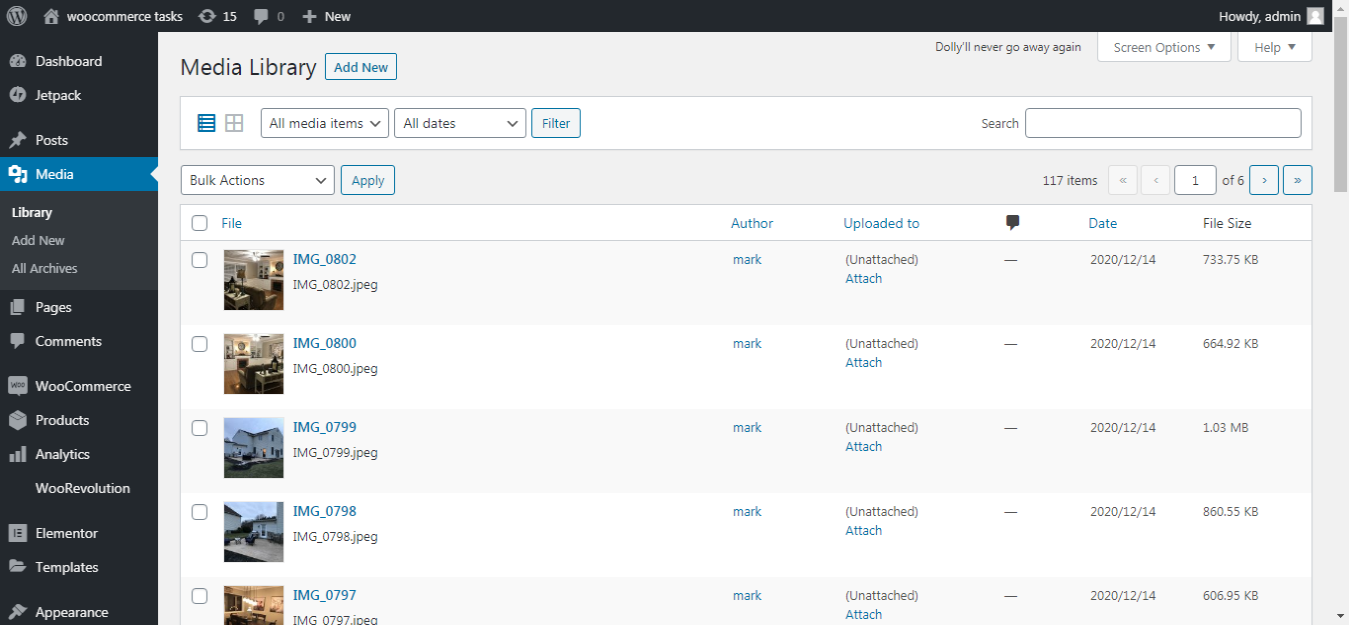 woocommerce tasks 15 0 New Howdy, admin
Dashboard
Jetpack
Posts
Media
Library
Add New
All Archives
Pages
Comments
WooCommerce
Products
Analytics
WooRevolution
Elementor
Templates
Appearance
Dolly'll never go away again Screen Options Help
Media Library Add New
All media items All dates Filter Search
Bulk Actions Apply 117 items « ‹ 1 of 6 › »
File Author Uploaded to Date File Size
IMG_0802 mark (Unattached) — 2020/12/14 733.75 KB
IMG_0802.jpeg Attach
IMG_0800 mark (Unattached) — 2020/12/14 664.92 KB
IMG_0800.jpeg Attach
IMG_0799 mark (Unattached) — 2020/12/14 1.03 MB
IMG_0799.jpeg Attach
IMG_0798 mark (Unattached) — 2020/12/14 860.55 KB
IMG_0798.jpeg Attach
IMG_0797 mark (Unattached) — 2020/12/14 606.95 KB
IMG_0797.jpeg Attach